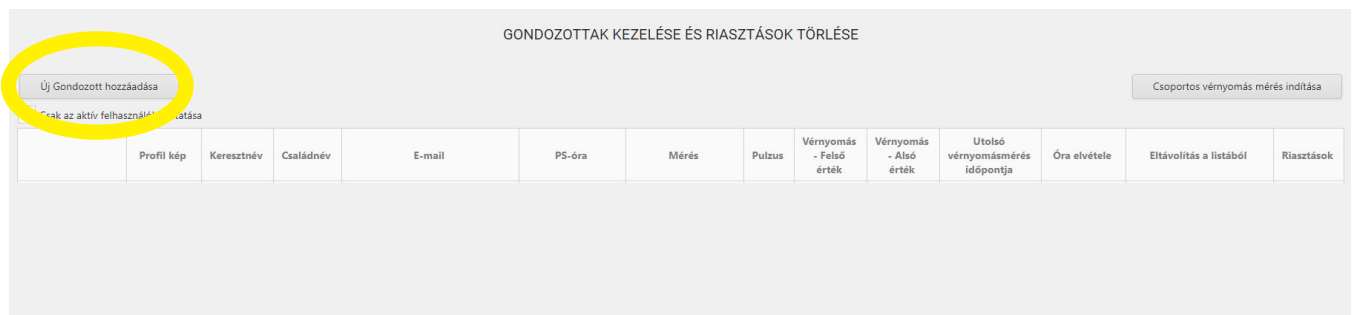 GONDOZOTTAK KEZELÉSE ÉS RIASZTÁSOK TÖRLÉSE
Új Gondozott hozzáadása
Csoportos vérnyomás mérés indítása
Csak az aktív
Profil kép
Keresztnév
Családnév
E-mail
PS-óra
Mérés
Pulzus
Vérnyomás
- Felső
érték
Vérnyomás
- Alsó
érték
Utolsó
vérnyomásmérés
időpontja
Óra elvétele
Eltávolítás a listából
Riasztások